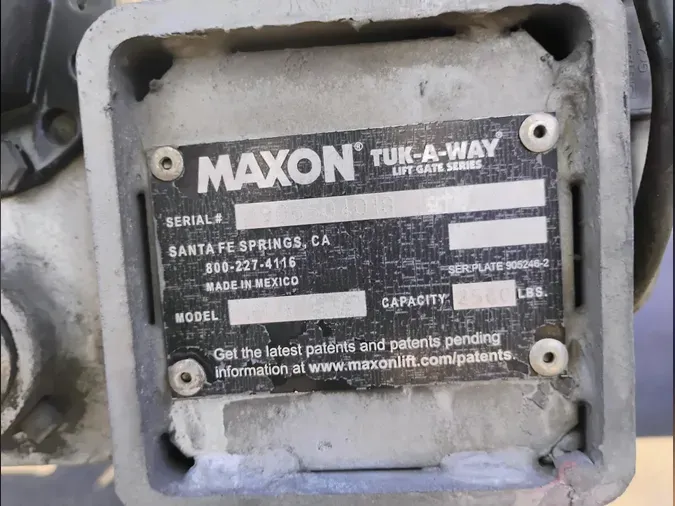 MAXON® TUK-A-WAY®
LIFT GATE SERIES
SERIAL #
SANTA FE SPRINGS, CA
800-227-4116
SER.PLATE 905246-2
MADE IN MEXICO
MODEL CAPACITY LBS.
Get the latest patents and patents pending
information at www.maxonlift.com/patents.